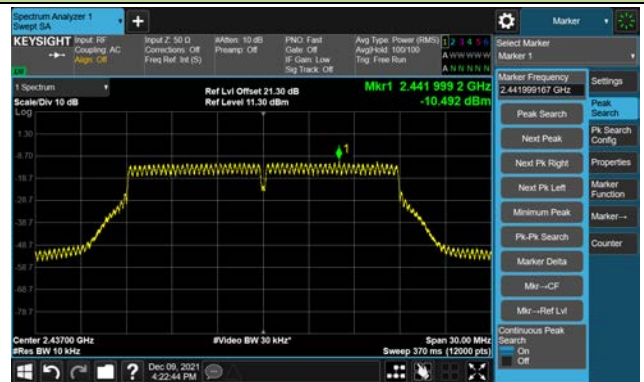 Spectrum Analyzer 1
Swept SA
Marker
KEYSIGHT
Input: RF
Coupling: AC
Align: Off
Input Z: 50 Ω
Corrections: Off
Freq Ref: Int (S)
#Atten: 10 dB
Preamp: Off
PNO: Fast
Gate: Off
IF Gain: Low
Sig Track: Off
Avg Type: Power (RMS)
Avg|Hold: 100/100
Trig: Free Run
1 2 3 4 5 6
A W W W W W
A N N N N N
Select Marker
Marker 1
1 Spectrum
Scale/Div 10 dB
Log
Ref Lvl Offset 21.30 dB
Ref Level 11.30 dBm
Mkr1 2.441 999 2 GHz
-10.492 dBm
1
1.30
-8.70
-18.7
-28.7
-38.7
-48.7
-58.7
-68.7
-78.7
Center 2.43700 GHz
#Res BW 10 kHz
#Video BW 30 kHz*
Span 30.00 MHz
Sweep 370 ms (12000 pts)
Marker Frequency
2.441999167 GHz
Peak Search
Next Peak
Next Pk Right
Next Pk Left
Minimum Peak
Pk-Pk Search
Marker Delta
Mkr→CF
Mkr→Ref Lvl
Continuous Peak
Search
On
Off
Settings
Peak
Search
Pk Search
Config
Properties
Marker
Function
Marker→
Counter
Dec 09, 2021
4:22:44 PM